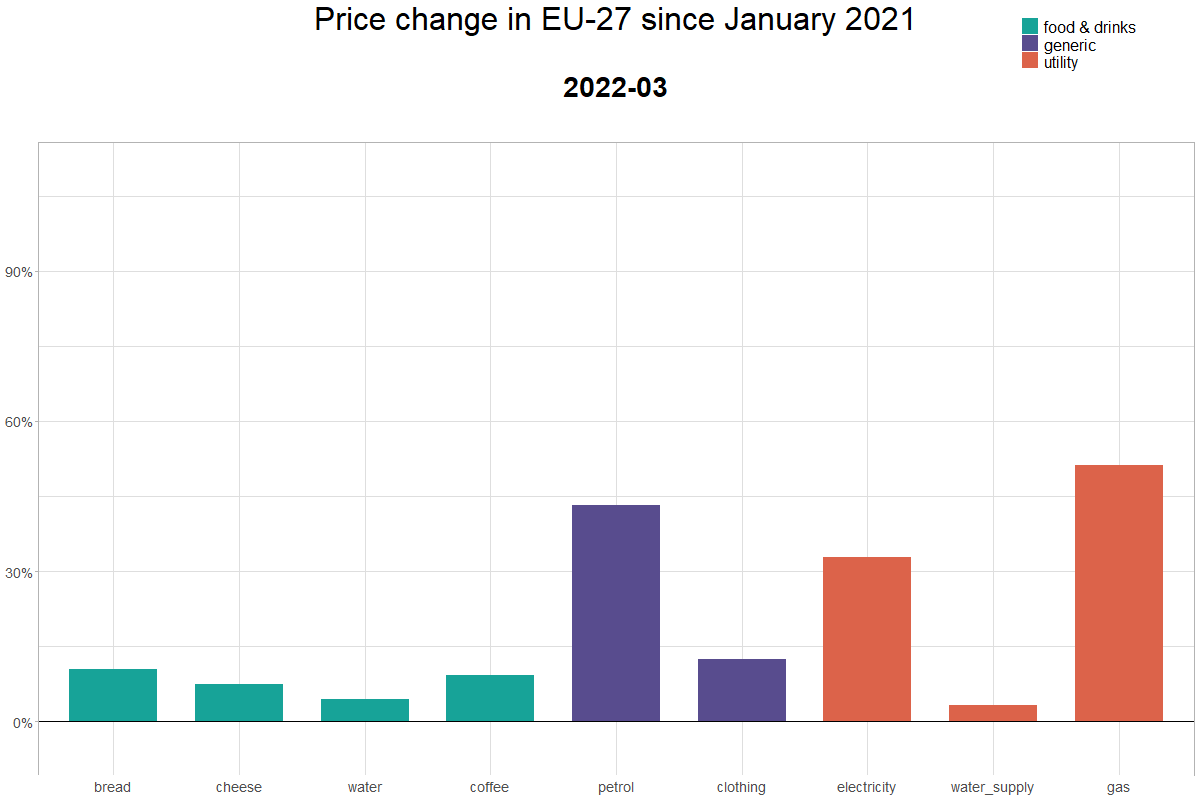 Price change in EU-27 since January 2021
food & drinks
generic
utility
2022-03
90%
60%
30%
0%
bread cheese water coffee petrol clothing electricity water_supply gas